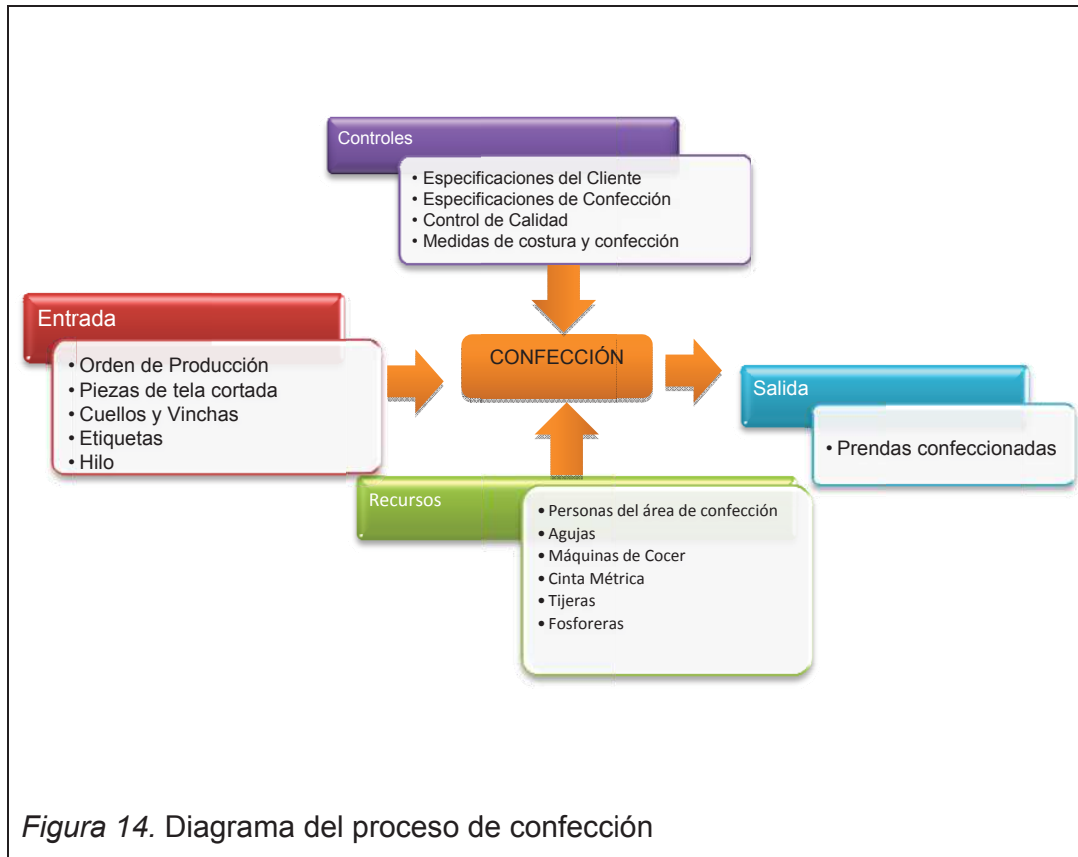 Controles
• Especificaciones del Cliente
• Especificaciones de Confección
• Control de Calidad
• Medidas de costura y confección
Entrada
• Orden de Producción
• Piezas de tela cortada
• Cuellos y Vinchas
• Etiquetas
• Hilo
CONFECCIÓN
Salida
• Prendas confeccionadas
Recursos
• Personas del área de confección
• Agujas
• Máquinas de Cocer
• Cinta Métrica
• Tijeras
• Fosforeras
Figura 14. Diagrama del proceso de confección